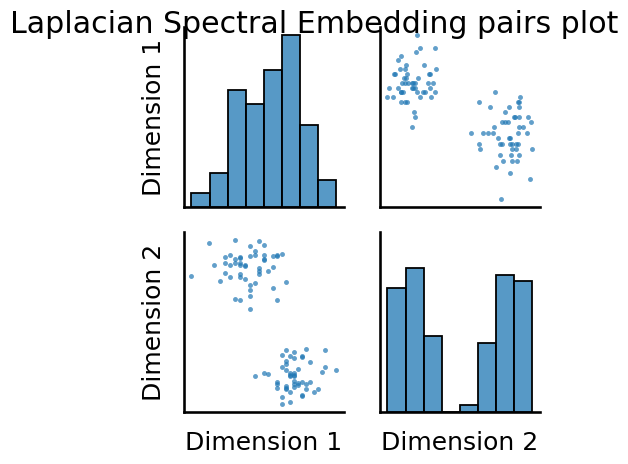 Laplacian Spectral Embedding pairs plot
Dimension 1
Dimension 2
Dimension 1
Dimension 2